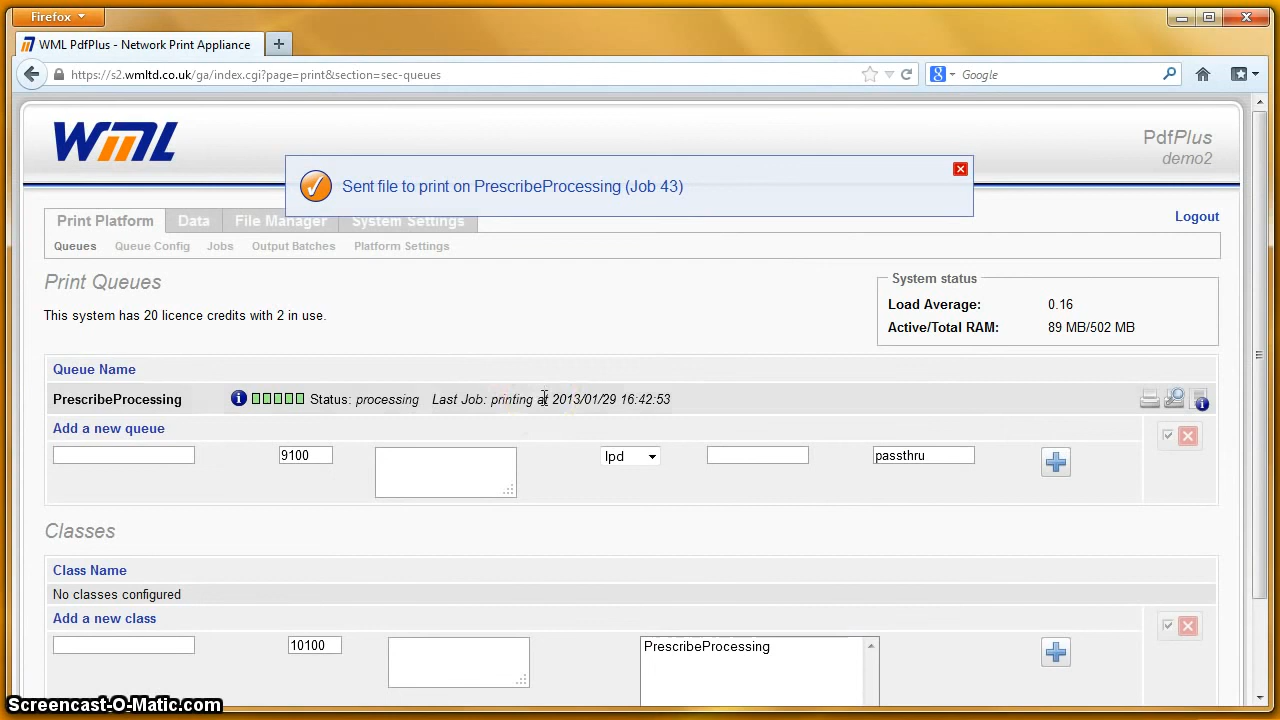 Firefox
WML PdfPlus - Network Print Appliance
https://s2.wmltd.co.uk/ga/index.cgi?page=print&section=sec-queues
Google
WML
PdfPlus
demo2
Sent file to print on PrescribeProcessing (Job 43)
Print Platform Data File Manager System Settings
Logout
Queues Queue Config Jobs Output Batches Platform Settings
Print Queues
System status
This system has 20 licence credits with 2 in use.
Load Average: 0.16
Active/Total RAM: 89 MB/502 MB
Queue Name
PrescribeProcessing Status: processing Last Job: printing at 2013/01/29 16:42:53
Add a new queue
9100 lpd passthru
Classes
Class Name
No classes configured
Add a new class
10100 PrescribeProcessing
Screencast-O-Matic.com